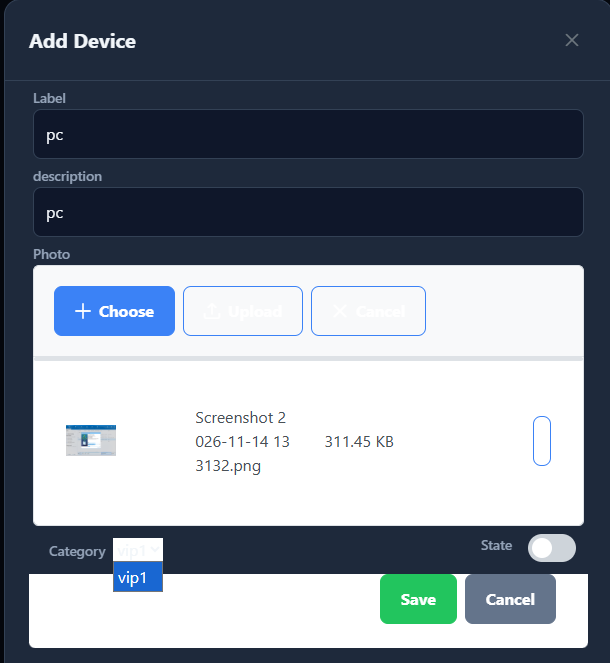 Add Device
Label
pc
description
pc
Photo
Choose
Upload
Cancel
Screenshot 2
026-11-14 13
3132.png
311.45 KB
Category
vip1
vip1
State
Save
Cancel